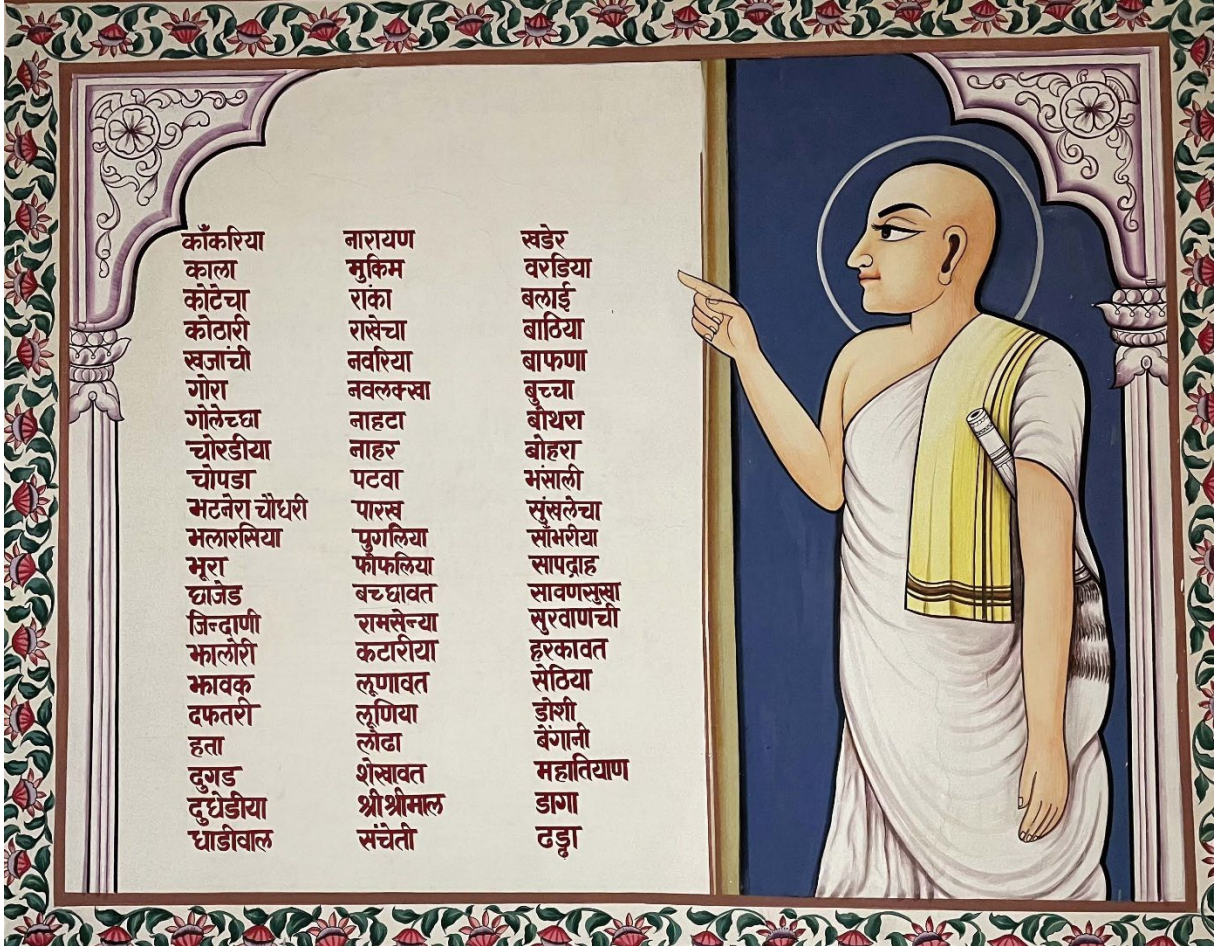 काँकरिया
काला
कोटेचा
कोठारी
खजांची
गोरा
गोलेच्छा
चोरडीया
चोपडा
भटनेरा चौधरी
भलारसिया
भूरा
छाजेड
जिन्दाणी
झालोरी
झाबक
दफतरी
हता
दुगड
दुधेडीया
धाडीवाल
नारायण
मुकिम
रांका
राखेचा
नवरिया
नवलक्खा
नाहटा
नाहर
पटवा
पारख
पुगलिया
फोफलिया
बच्छावत
रामसेन्या
कटारीया
लूणावत
लूणिया
लौढा
शेखावत
श्रीश्रीमाल
संचेती
खडेर
वरडिया
बलाई
बाठिया
बाफणा
बुच्चा
बोथरा
बोहरा
भंसाली
सुंखलेचा
साँभरीया
सापद्राह
सावणसुखा
सुरवाणची
हरकावत
सेठिया
डोशी
बेंगानी
महातियाण
डागा
ढड्ढा